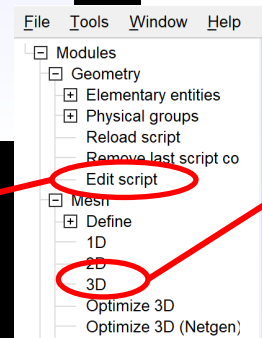 File Tools Window Help
Modules
Geometry
Elementary entities
Physical groups
Reload script
Remove last script co
Edit script
Mesh
Define
1D
2D
3D
Optimize 3D
Optimize 3D (Netgen)